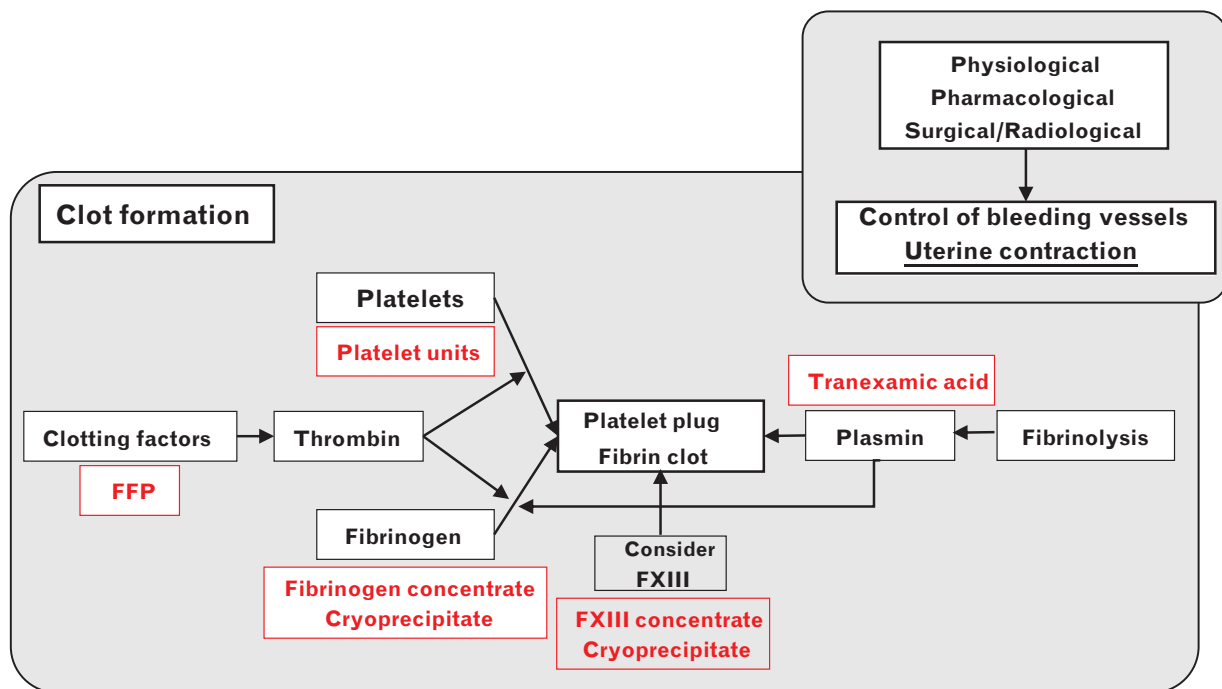 Physiological
Pharmacological
Surgical/Radiological
Control of bleeding vessels
Uterine contraction
Clot formation
Platelets
Platelet units
Tranexamic acid
Clotting factors
Thrombin
Platelet plug
Fibrin clot
Plasmin
Fibrinolysis
FFP
Fibrinogen
Consider
FXIII
Fibrinogen concentrate
Cryoprecipitate
FXIII concentrate
Cryoprecipitate